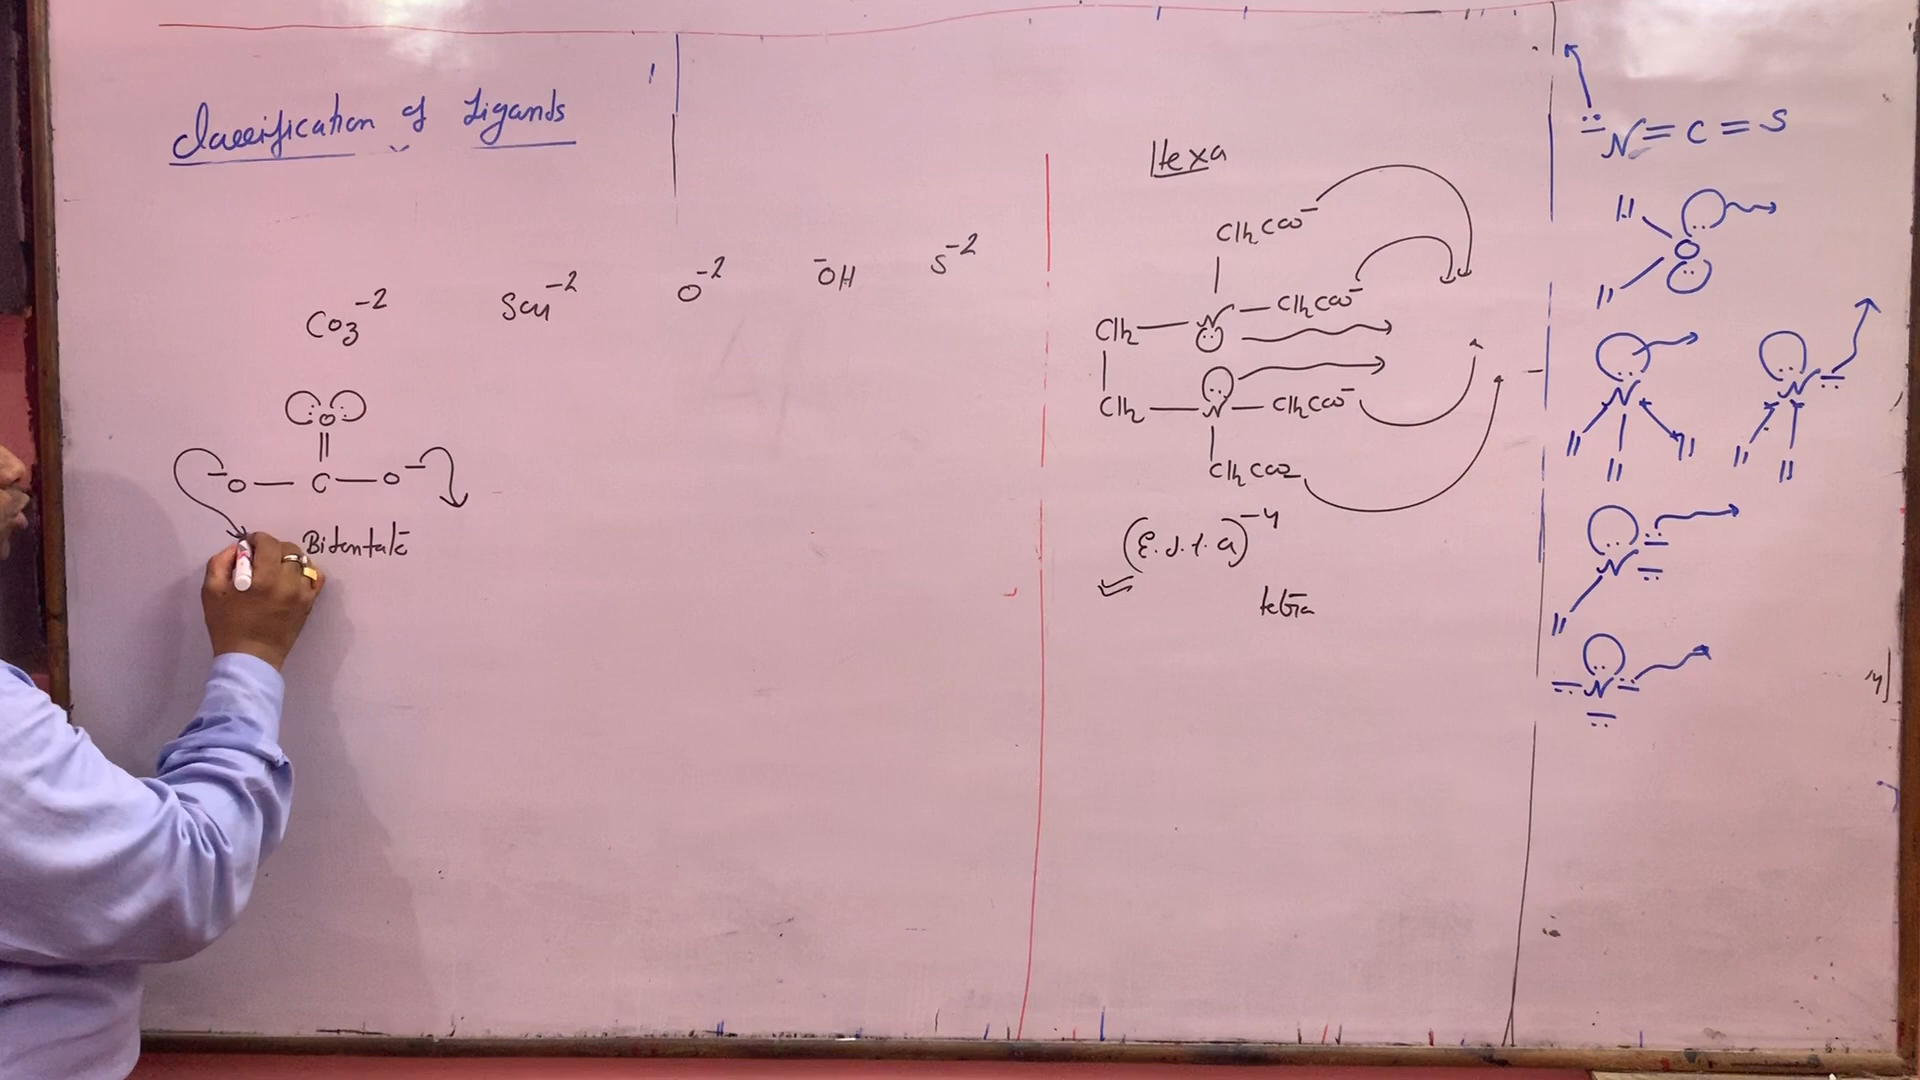 Classification of Ligands
CO3-2 SO4-2 O-2 -OH S-2
O
||
-O — C — O-
Bidentate
Hexa
CH2COO-
|
CH2 — N — CH2COO-
|
CH2 — N — CH2COO-
|
CH2COO
(E.d.t.a)-4
tetra
N = C = S
H
O
H
N
H H H
N
H H
N
H
N